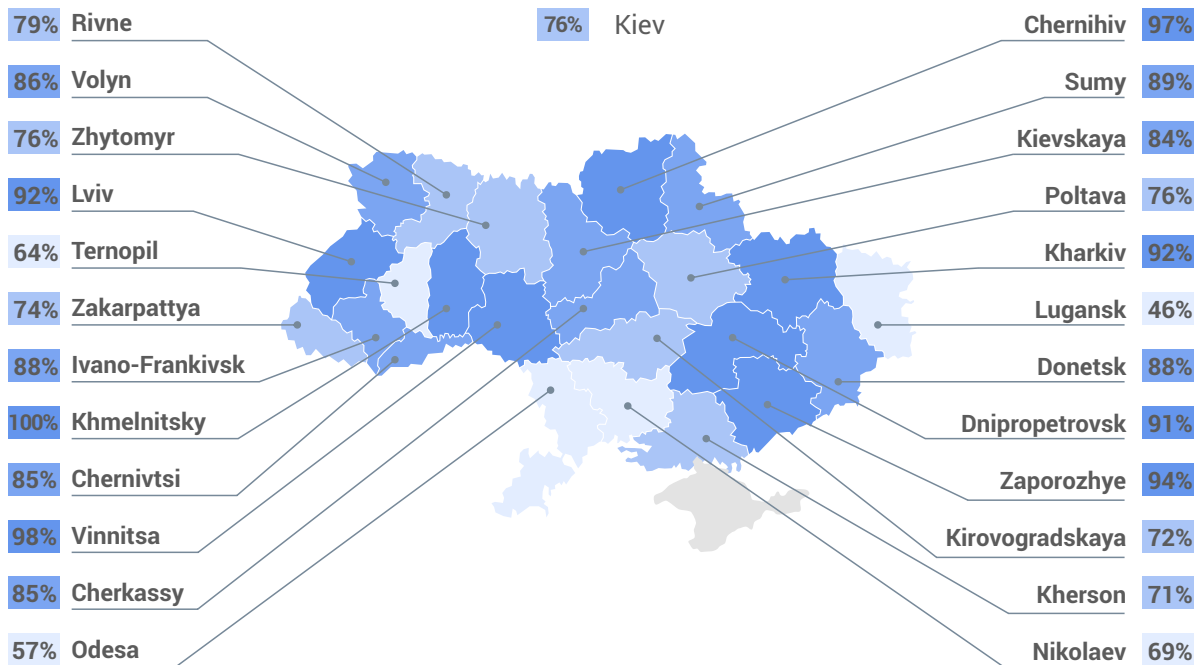 79% Rivne
86% Volyn
76% Zhytomyr
92% Lviv
64% Ternopil
74% Zakarpattya
88% Ivano-Frankivsk
100% Khmelnitsky
85% Chernivtsi
98% Vinnitsa
85% Cherkassy
57% Odesa
76% Kiev
Chernihiv 97%
Sumy 89%
Kievskaya 84%
Poltava 76%
Kharkiv 92%
Lugansk 46%
Donetsk 88%
Dnipropetrovsk 91%
Zaporozhye 94%
Kirovogradskaya 72%
Kherson 71%
Nikolaev 69%